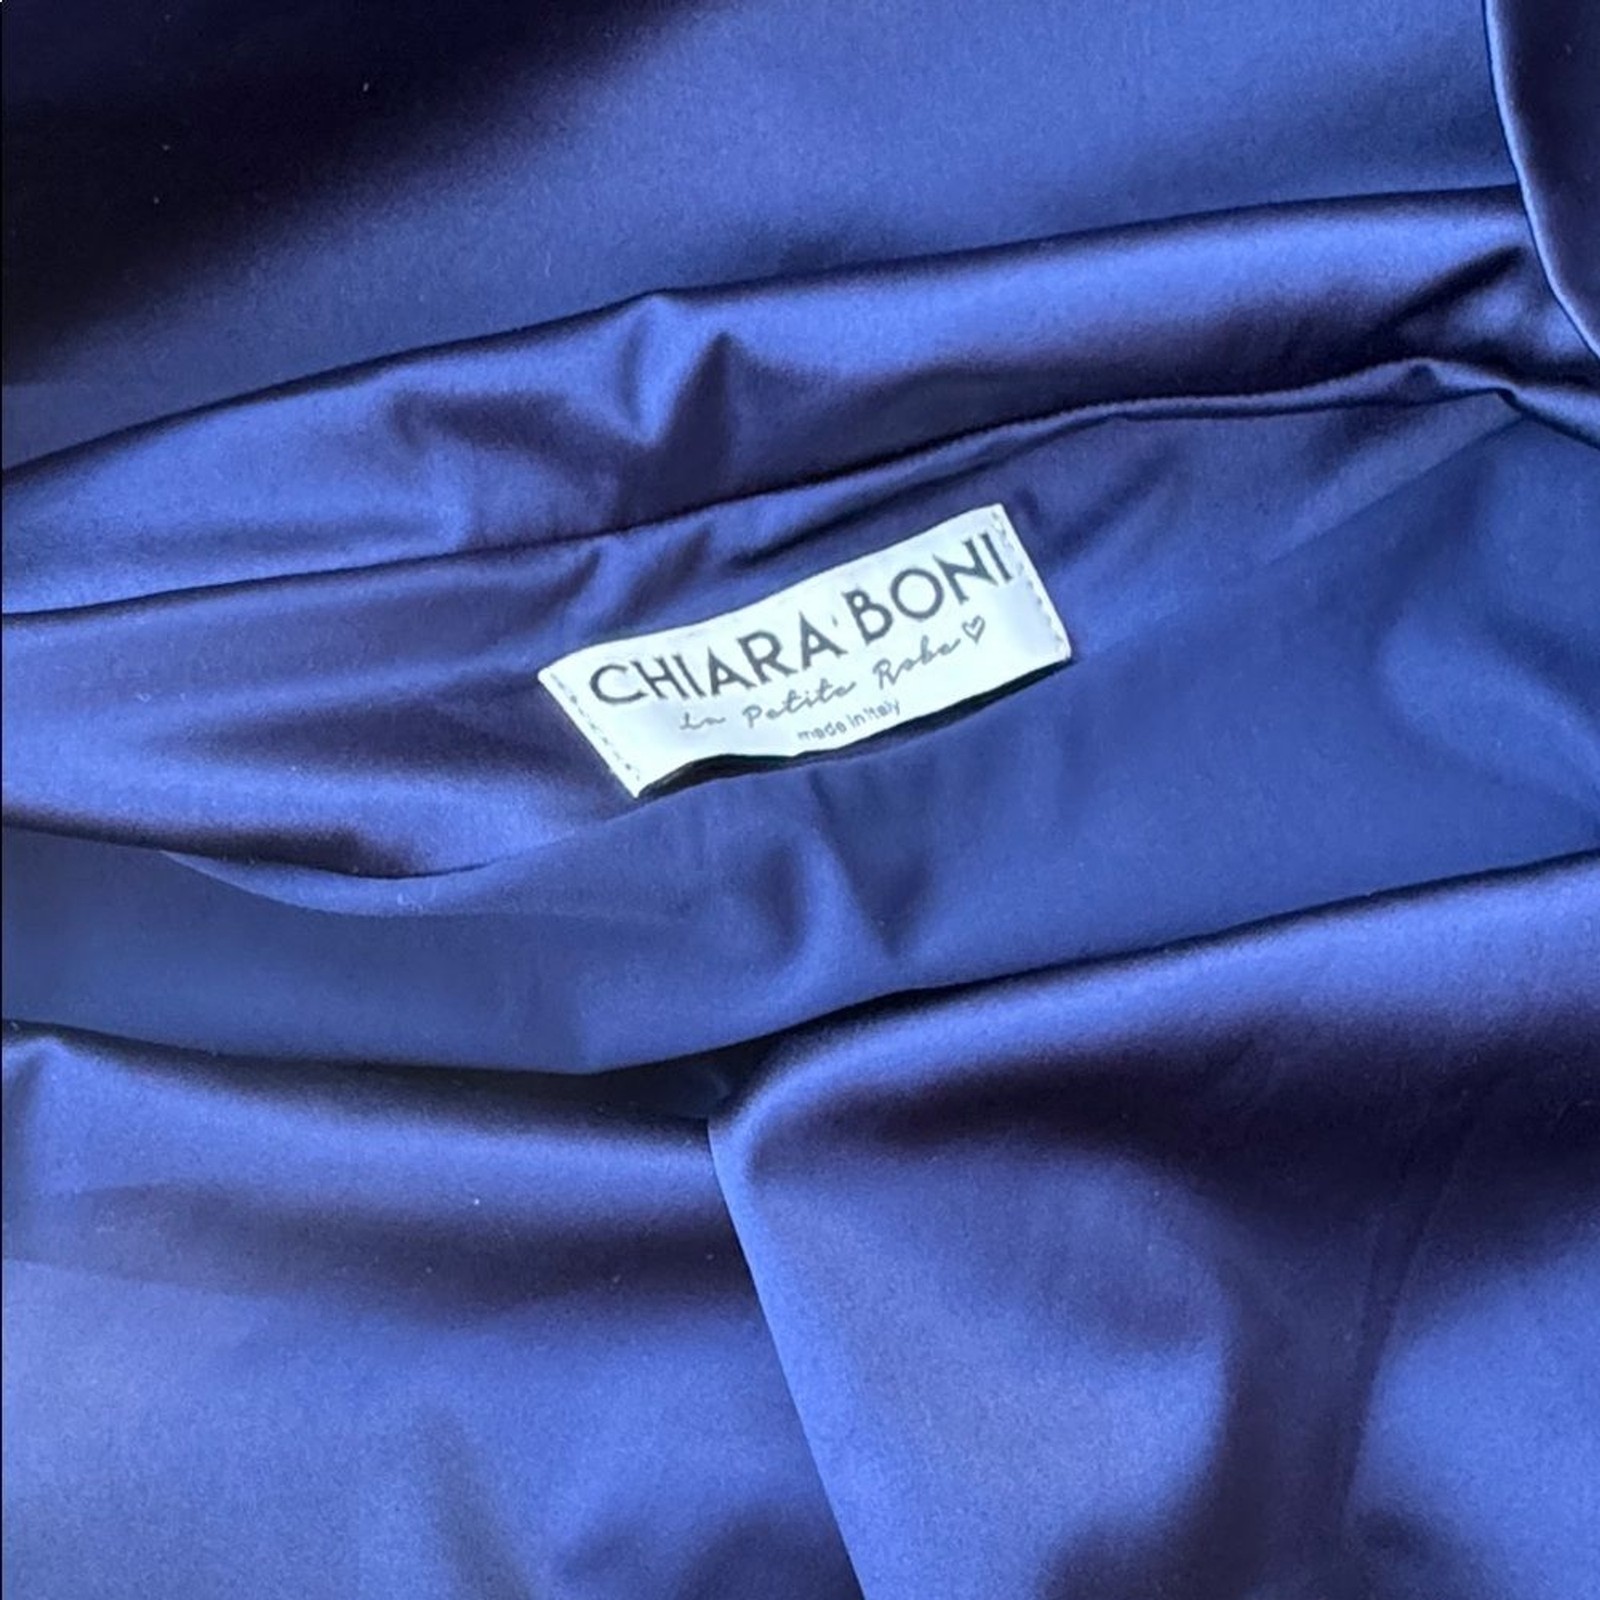 CHIARA BONI
La Petite Robe♡
made in Italy